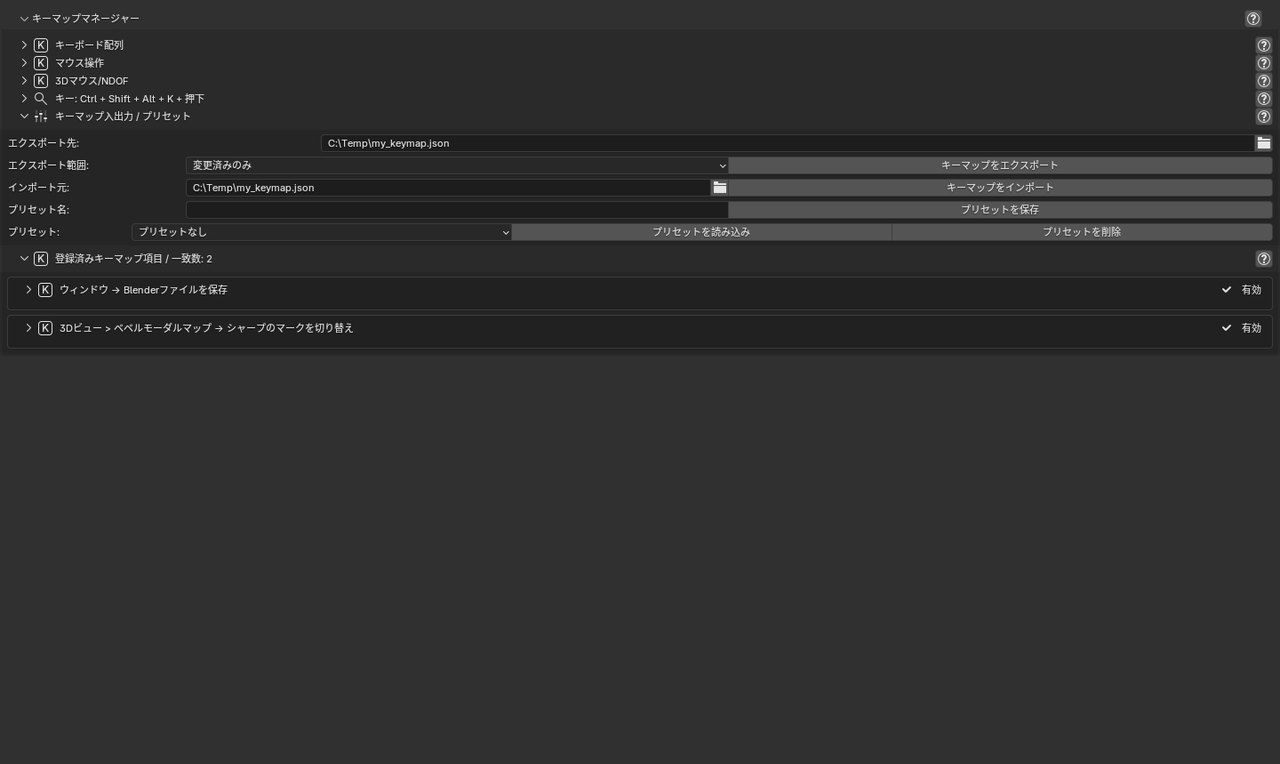 キーマップマネージャー
K キーボード配列
K マウス操作
K 3Dマウス/NDOF
キー: Ctrl + Shift + Alt + K + 押下
キーマップ入出力 / プリセット
エクスポート先: C:\Temp\my_keymap.json
エクスポート範囲: 変更済みのみ キーマップをエクスポート
インポート元: C:\Temp\my_keymap.json キーマップをインポート
プリセット名: プリセットを保存
プリセット: プリセットなし プリセットを読み込み プリセットを削除
K 登録済みキーマップ項目 / 一致数: 2
K ウィンドウ → Blenderファイルを保存 有効
K 3Dビュー > ベベルモーダルマップ → シャープのマークを切り替え 有効